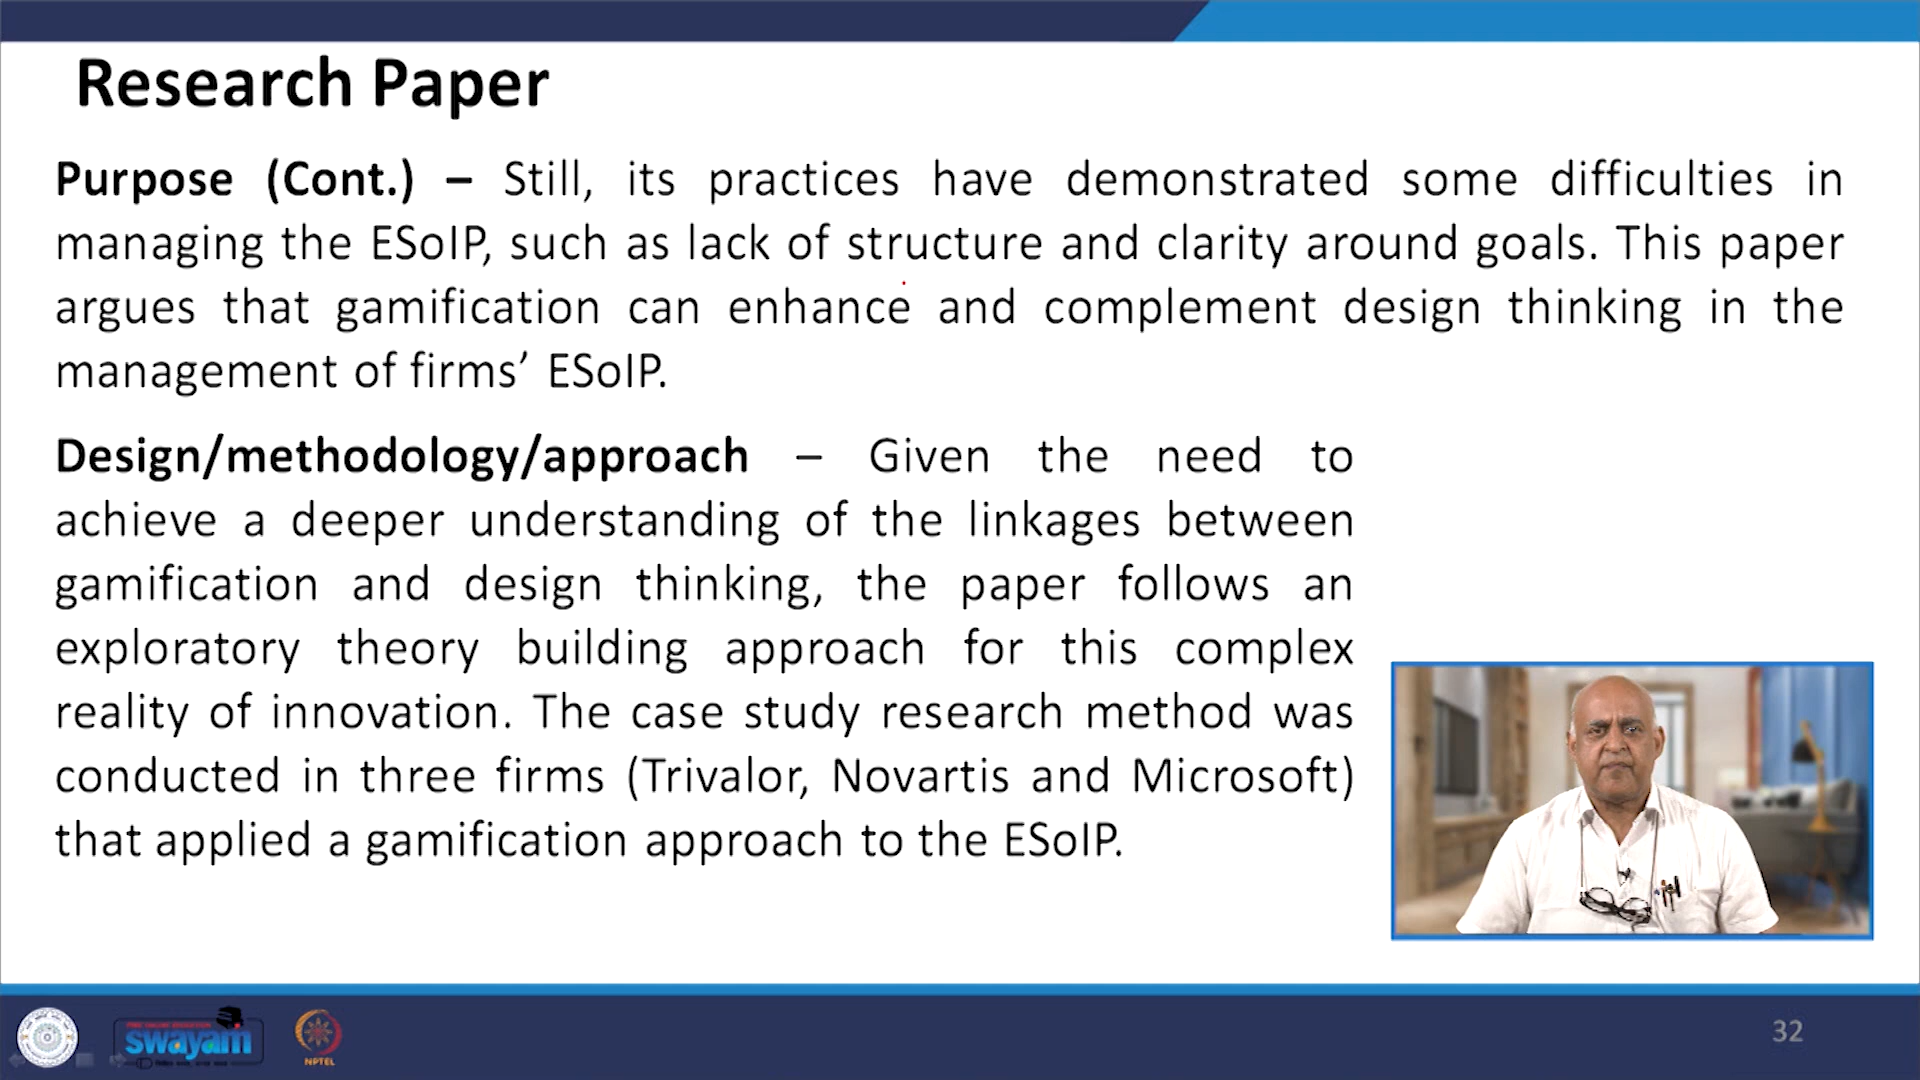 Research Paper
Purpose (Cont.) – Still, its practices have demonstrated some difficulties in
managing the ESoIP, such as lack of structure and clarity around goals. This paper
argues that gamification can enhance and complement design thinking in the
management of firms’ ESoIP.
Design/methodology/approach – Given the need to
achieve a deeper understanding of the linkages between
gamification and design thinking, the paper follows an
exploratory theory building approach for this complex
reality of innovation. The case study research method was
conducted in three firms (Trivalor, Novartis and Microsoft)
that applied a gamification approach to the ESoIP.
swayam
NPTEL
32